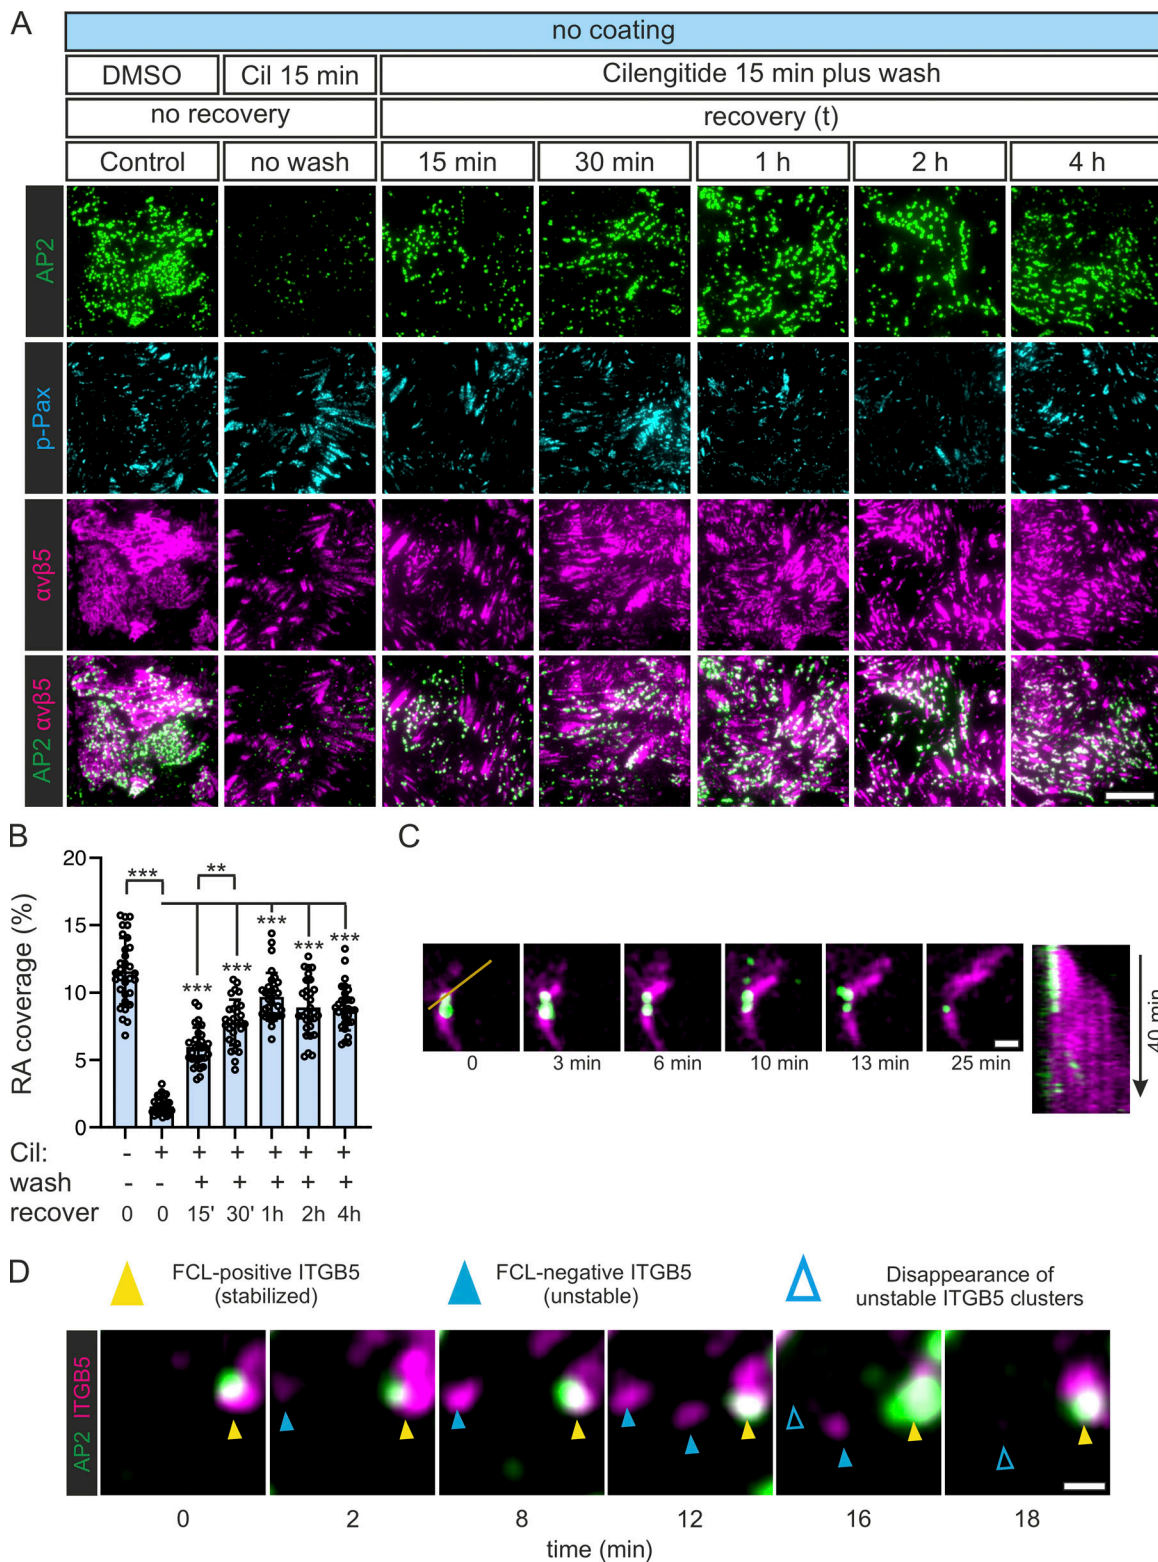 A
no coating
DMSO
Cil 15 min
Cilengitide 15 min plus wash
no recovery
recovery (t)
Control
no wash
15 min
30 min
1 h
2 h
4 h
AP2
p-Pax
αvβ5
AP2 αvβ5
B
RA coverage (%)
20
15
10
5
0
***
**
***
***
***
***
***
Cil: - + + + + + +
wash - - + + + + +
recover 0 0 15' 30' 1h 2h 4h
C
0
3 min
6 min
10 min
13 min
25 min
40 min
D
FCL-positive ITGB5
(stabilized)
FCL-negative ITGB5
(unstable)
Disappearance of
unstable ITGB5 clusters
AP2 ITGB5
0
2
8
12
16
18
time (min)